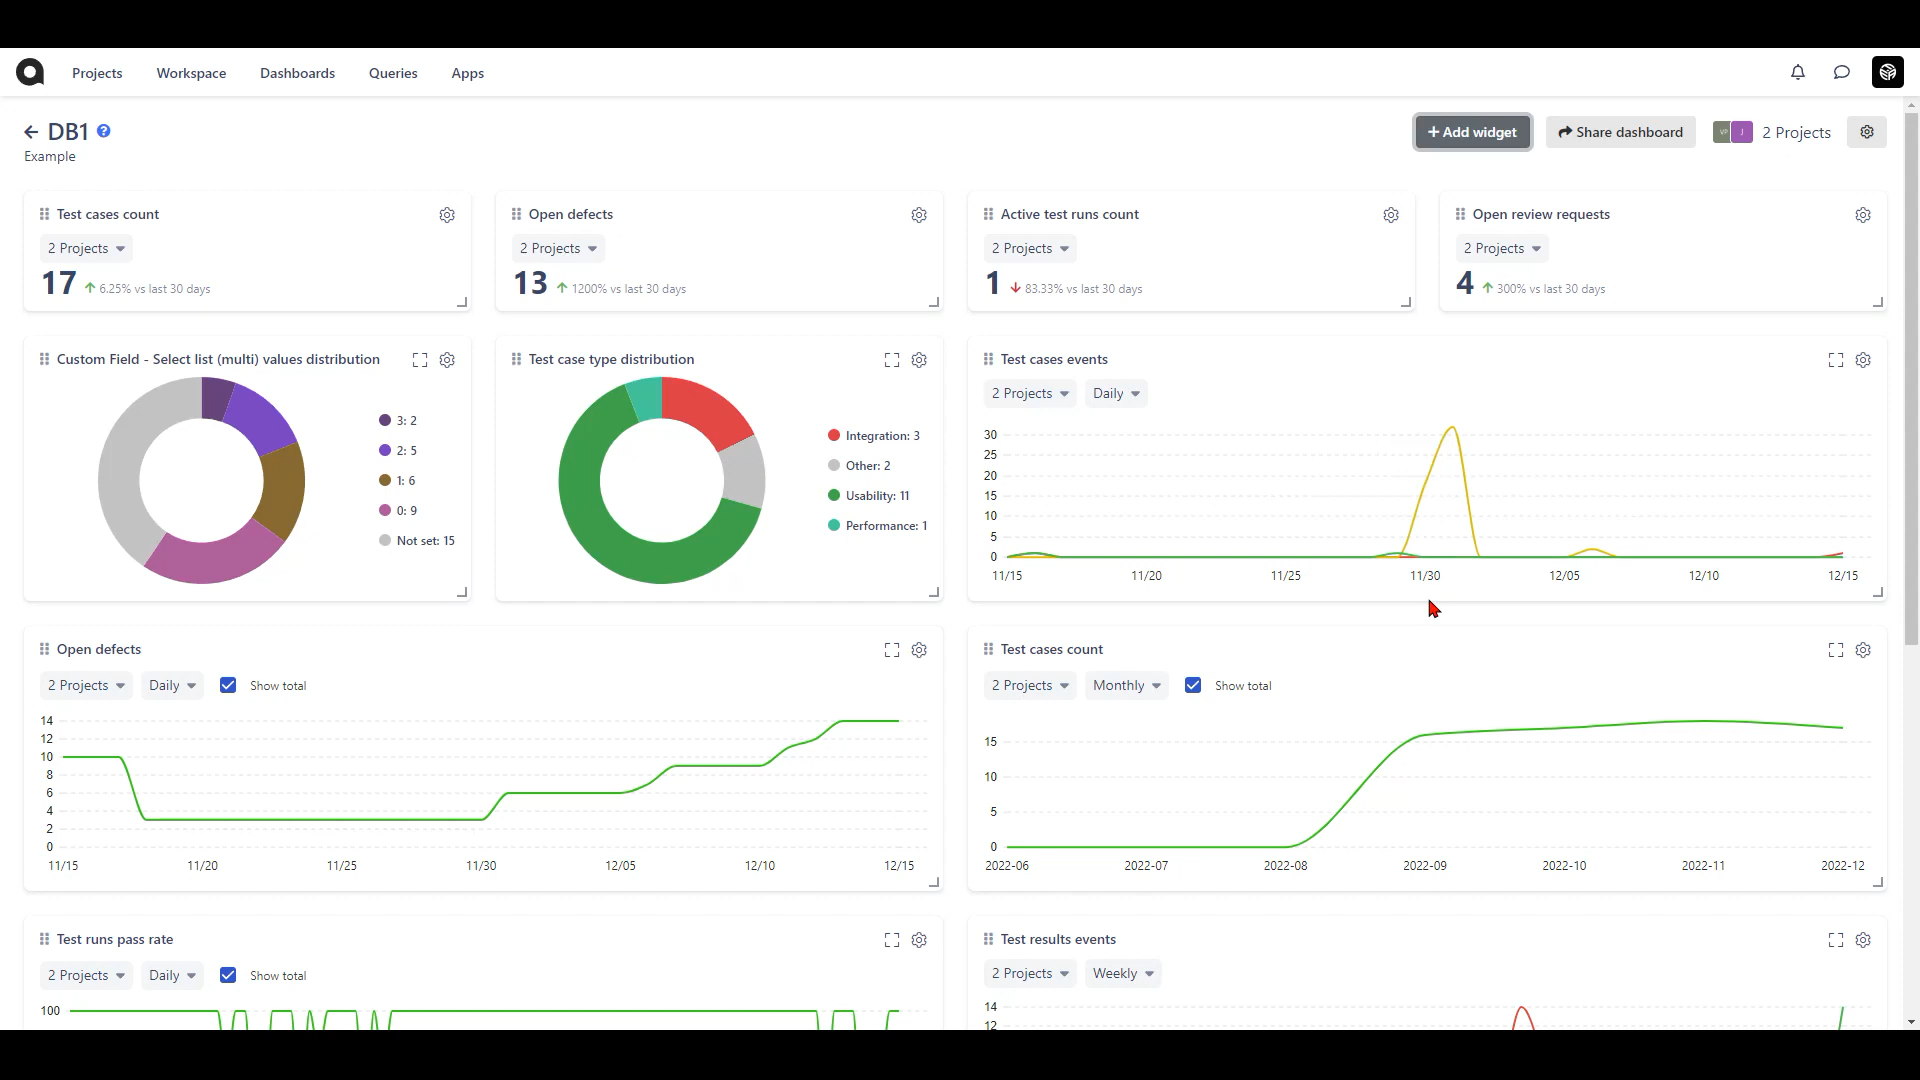 Projects Workspace Dashboards Queries Apps
DB1
Example
+ Add widget
Share dashboard
VP J 2 Projects
Test cases count
2 Projects
17 6.25% vs last 30 days
Open defects
2 Projects
13 1200% vs last 30 days
Active test runs count
2 Projects
1 83.33% vs last 30 days
Open review requests
2 Projects
4 300% vs last 30 days
Custom Field - Select list (multi) values distribution
3: 2
2: 5
1: 6
0: 9
Not set: 15
Test case type distribution
Integration: 3
Other: 2
Usability: 11
Performance: 1
Test cases events
2 Projects Daily
30
25
20
15
10
5
0
11/15 11/20 11/25 11/30 12/05 12/10 12/15
Open defects
2 Projects Daily Show total
14
12
10
8
6
4
2
0
11/15 11/20 11/25 11/30 12/05 12/10 12/15
Test cases count
2 Projects Monthly Show total
15
10
5
0
2022-06 2022-07 2022-08 2022-09 2022-10 2022-11 2022-12
Test runs pass rate
2 Projects Daily Show total
100
Test results events
2 Projects Weekly
14
12